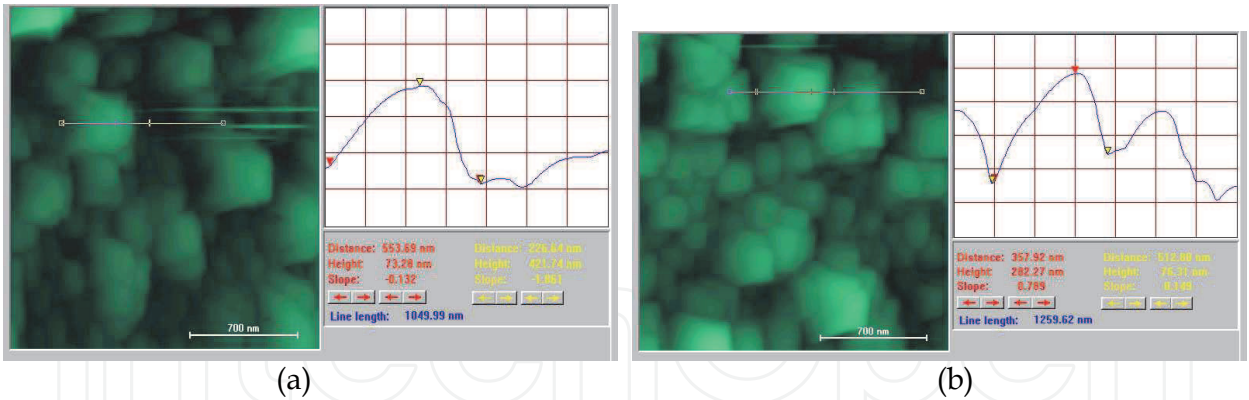 Distance: 553.69 nm
Height: 73.28 nm
Slope: -0.132
Distance: 226.64 nm
Height: 421.74 nm
Slope: -1.861
Line length: 1049.99 nm
700 nm
(a)
Distance: 357.92 nm
Height: 282.27 nm
Slope: 0.789
Distance: 512.80 nm
Height: 76.31 nm
Slope: 0.149
Line length: 1259.62 nm
700 nm
(b)